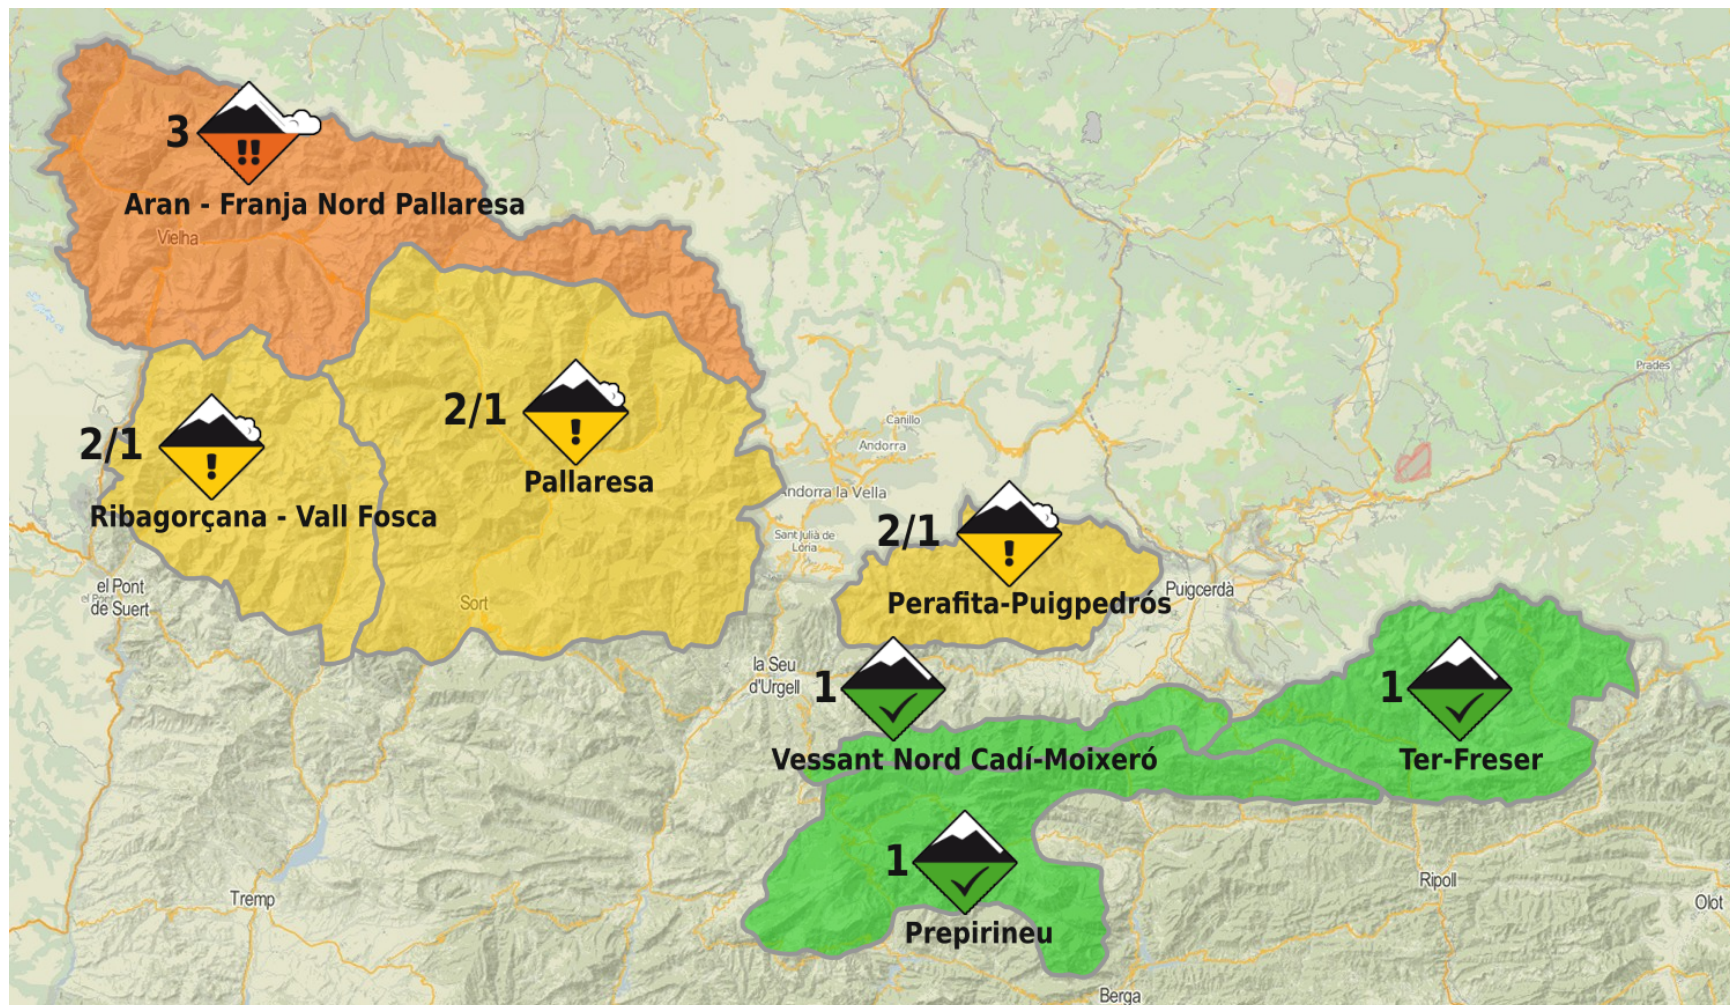 3
!!
Aran - Franja Nord Pallaresa
Vielha
2/1
!
Pallaresa
2/1
!
Ribagorçana - Vall Fosca
Prades
Canillo
Andorra
Andorra la Vella
Sant Julià de
Lòria
2/1
!
Perafita-Puigpedrós
Puigcerdà
el Pont
de Suert
Sort
la Seu
d'Urgell
1
Vessant Nord Cadí-Moixeró
1
Ter-Freser
1
Prepirineu
Tremp
Ripoll
Olot
Berga